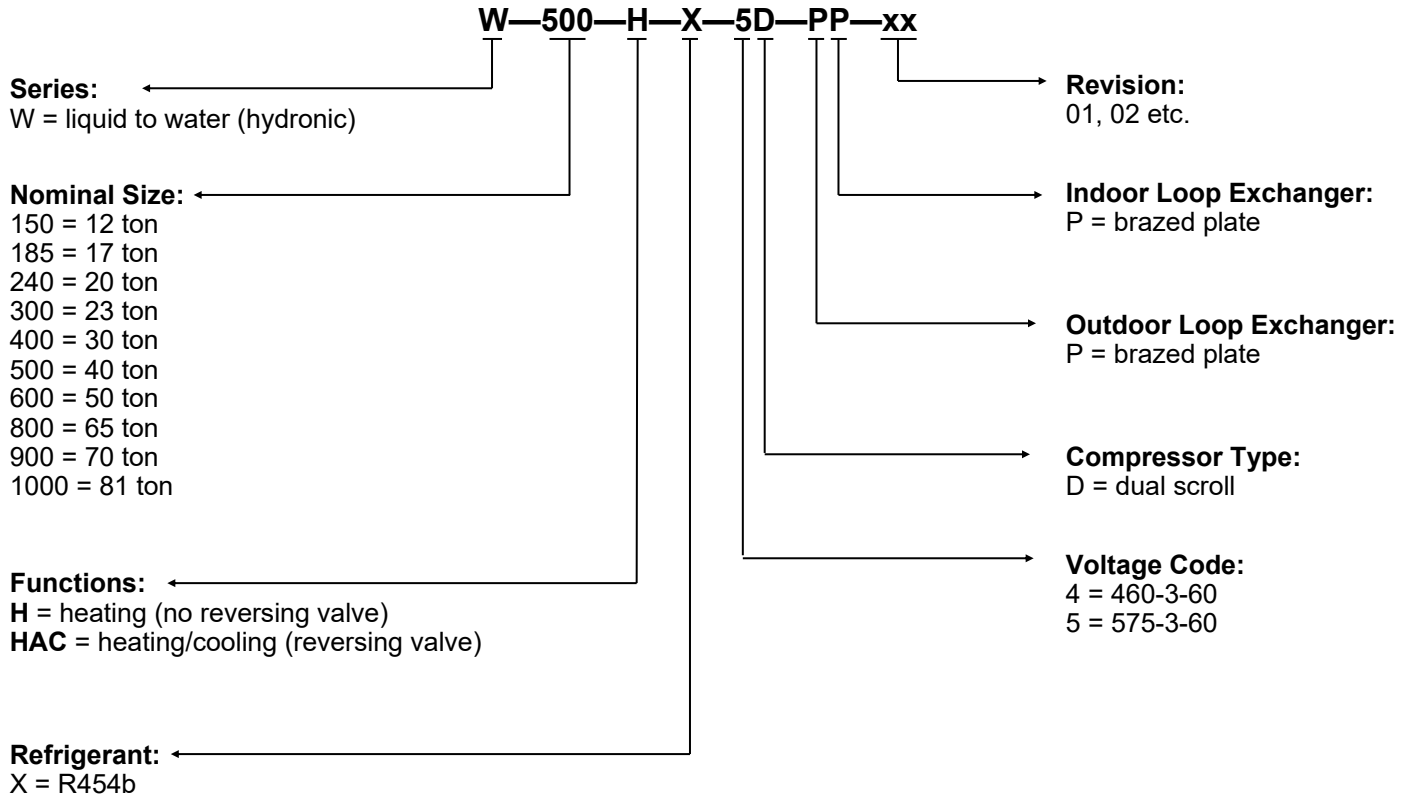 W—500—H—X—5D—PP—xx
Series:
W = liquid to water (hydronic)
Nominal Size:
150 = 12 ton
185 = 17 ton
240 = 20 ton
300 = 23 ton
400 = 30 ton
500 = 40 ton
600 = 50 ton
800 = 65 ton
900 = 70 ton
1000 = 81 ton
Functions:
H = heating (no reversing valve)
HAC = heating/cooling (reversing valve)
Refrigerant:
X = R454b
Revision:
01, 02 etc.
Indoor Loop Exchanger:
P = brazed plate
Outdoor Loop Exchanger:
P = brazed plate
Compressor Type:
D = dual scroll
Voltage Code:
4 = 460-3-60
5 = 575-3-60